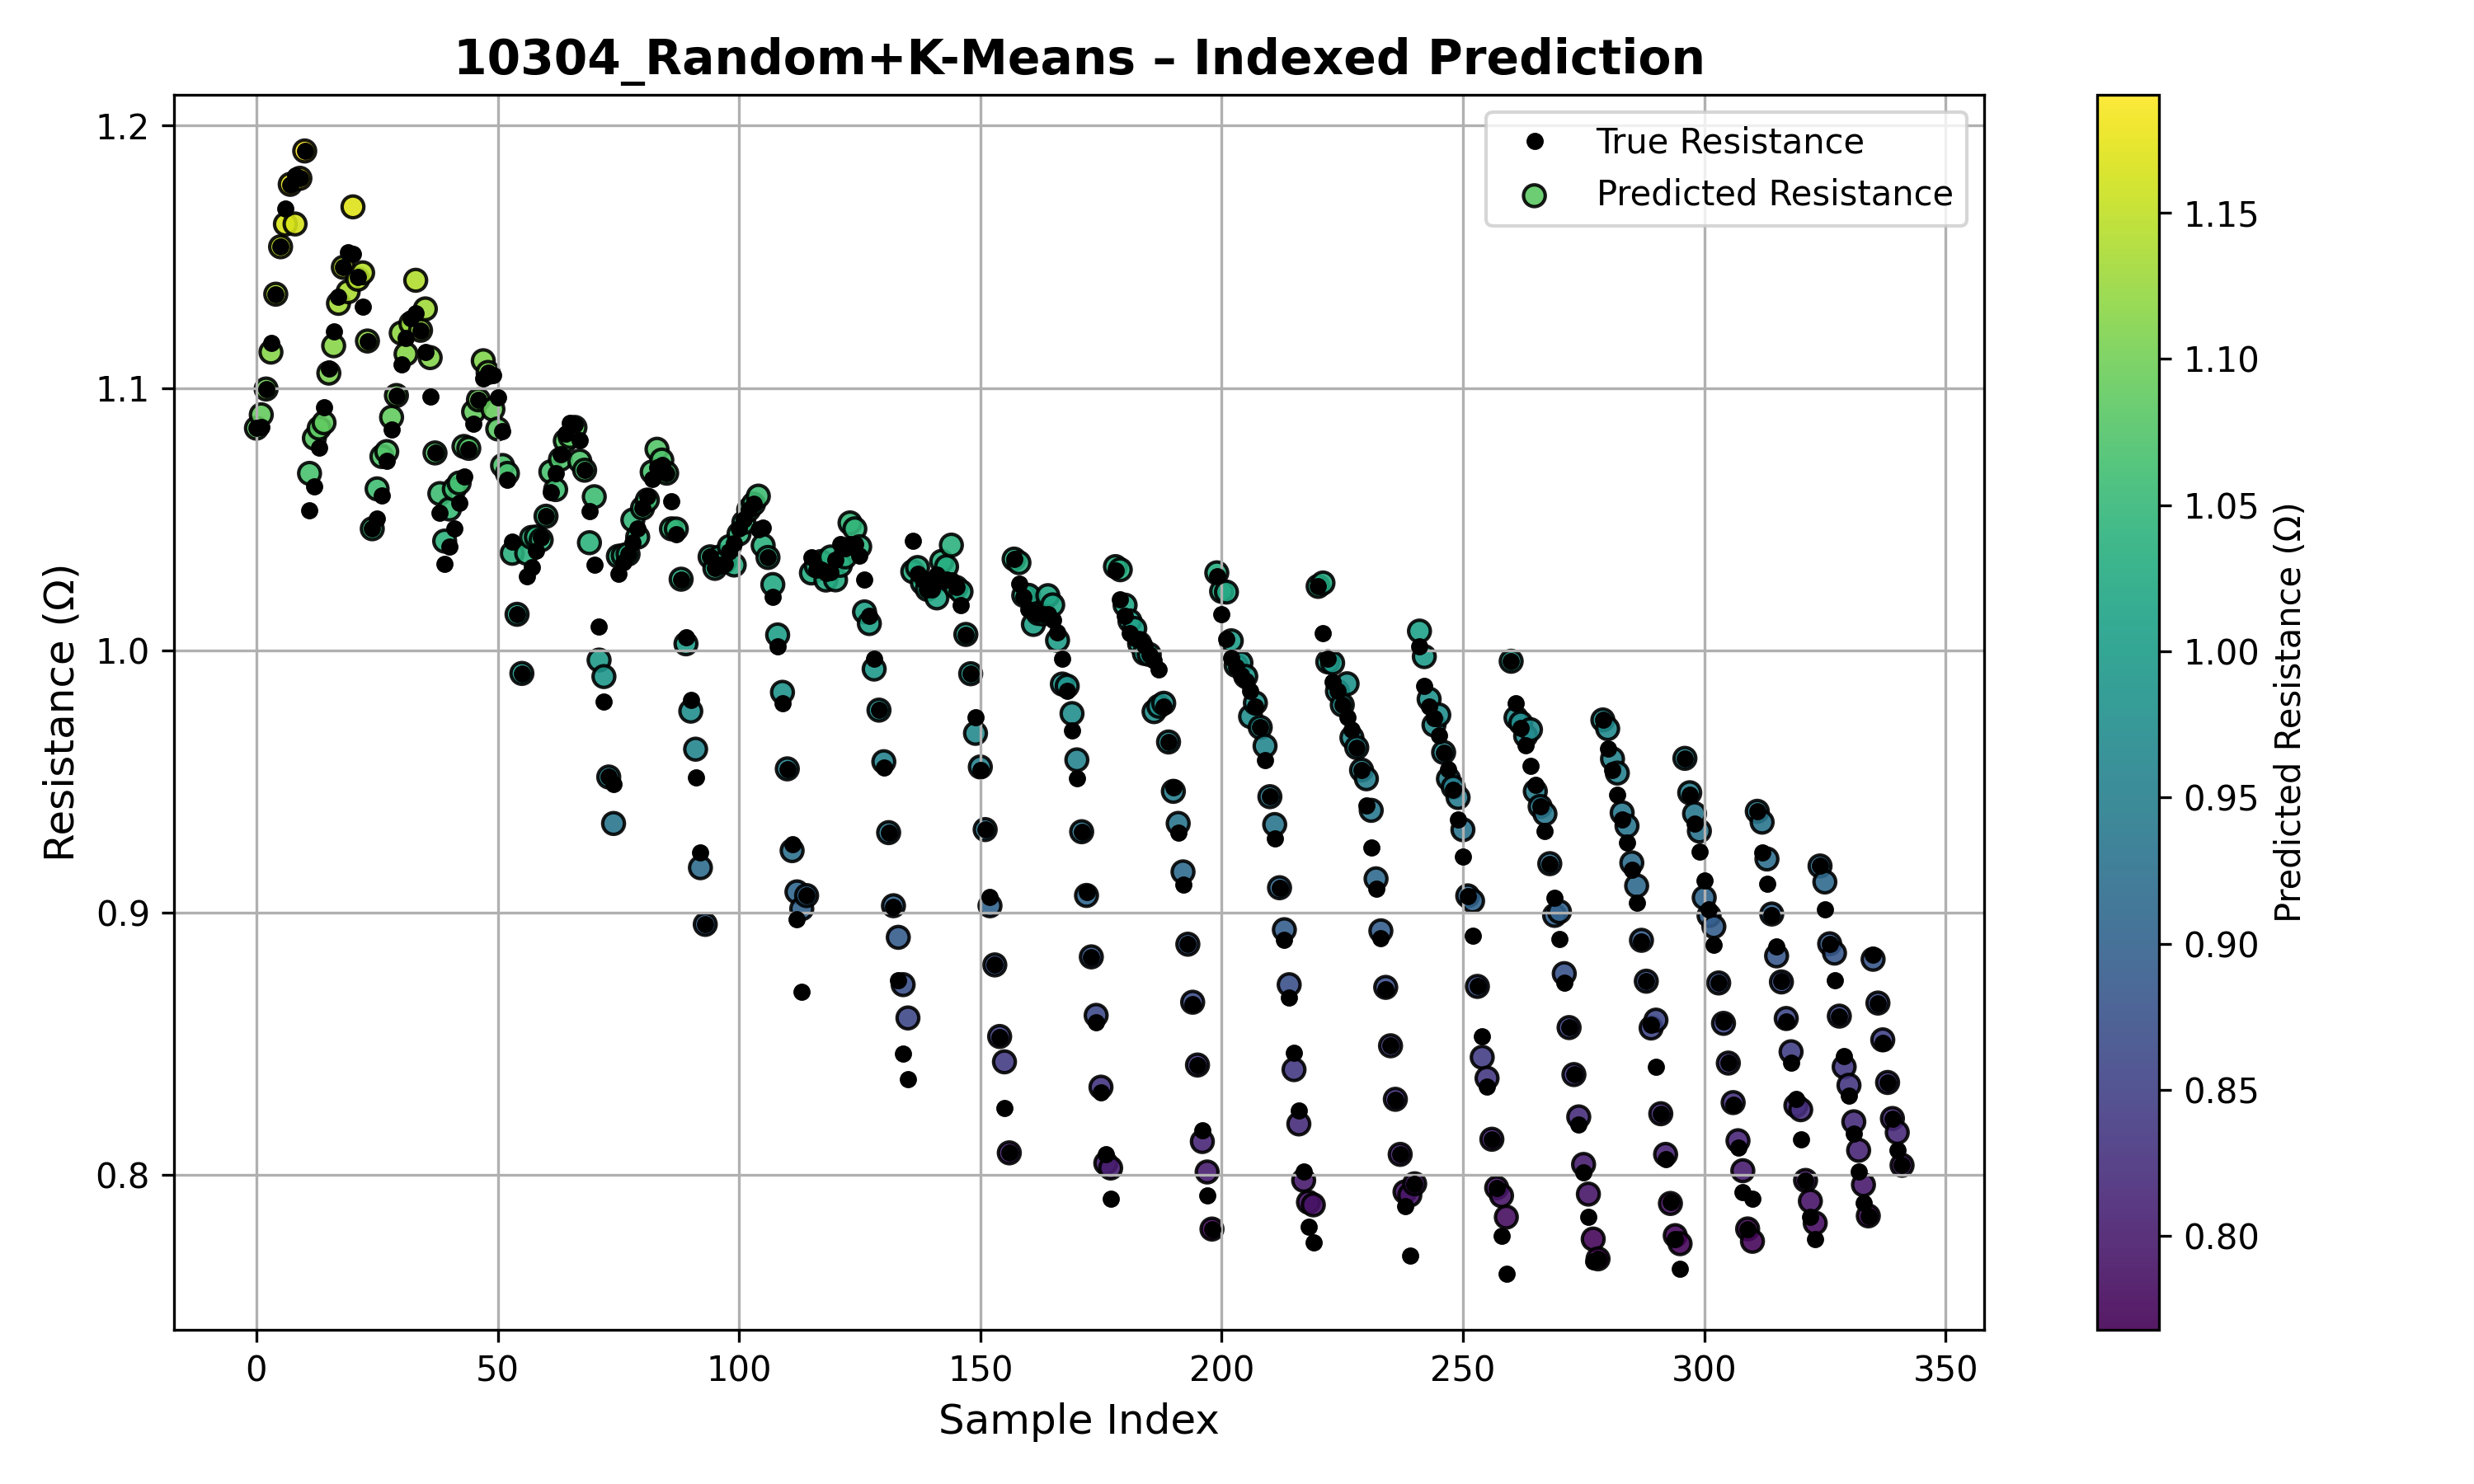 10304_Random+K-Means – Indexed Prediction
True Resistance
Predicted Resistance
Resistance (Ω)
1.2
1.1
1.0
0.9
0.8
0 50 100 150 200 250 300 350
Sample Index
1.15
1.10
1.05
1.00
0.95
0.90
0.85
0.80
Predicted Resistance (Ω)